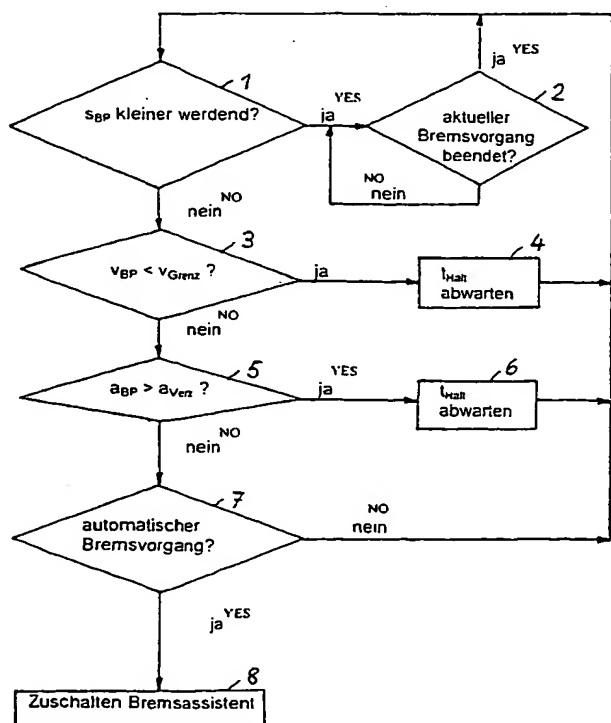 ja YES
1
s_BP kleiner werdend?
YES
ja
2
aktueller
Bremsvorgang
beendet?
NO
nein
nein NO
3
v_BP < v_Grenz ?
ja
4
t_Halt
abwarten
nein NO
5
a_BP > a_Verz ?
YES
ja
6
t_Halt
abwarten
nein NO
7
automatischer
Bremsvorgang?
NO
nein
ja YES
8
Zuschalten Bremsassistent